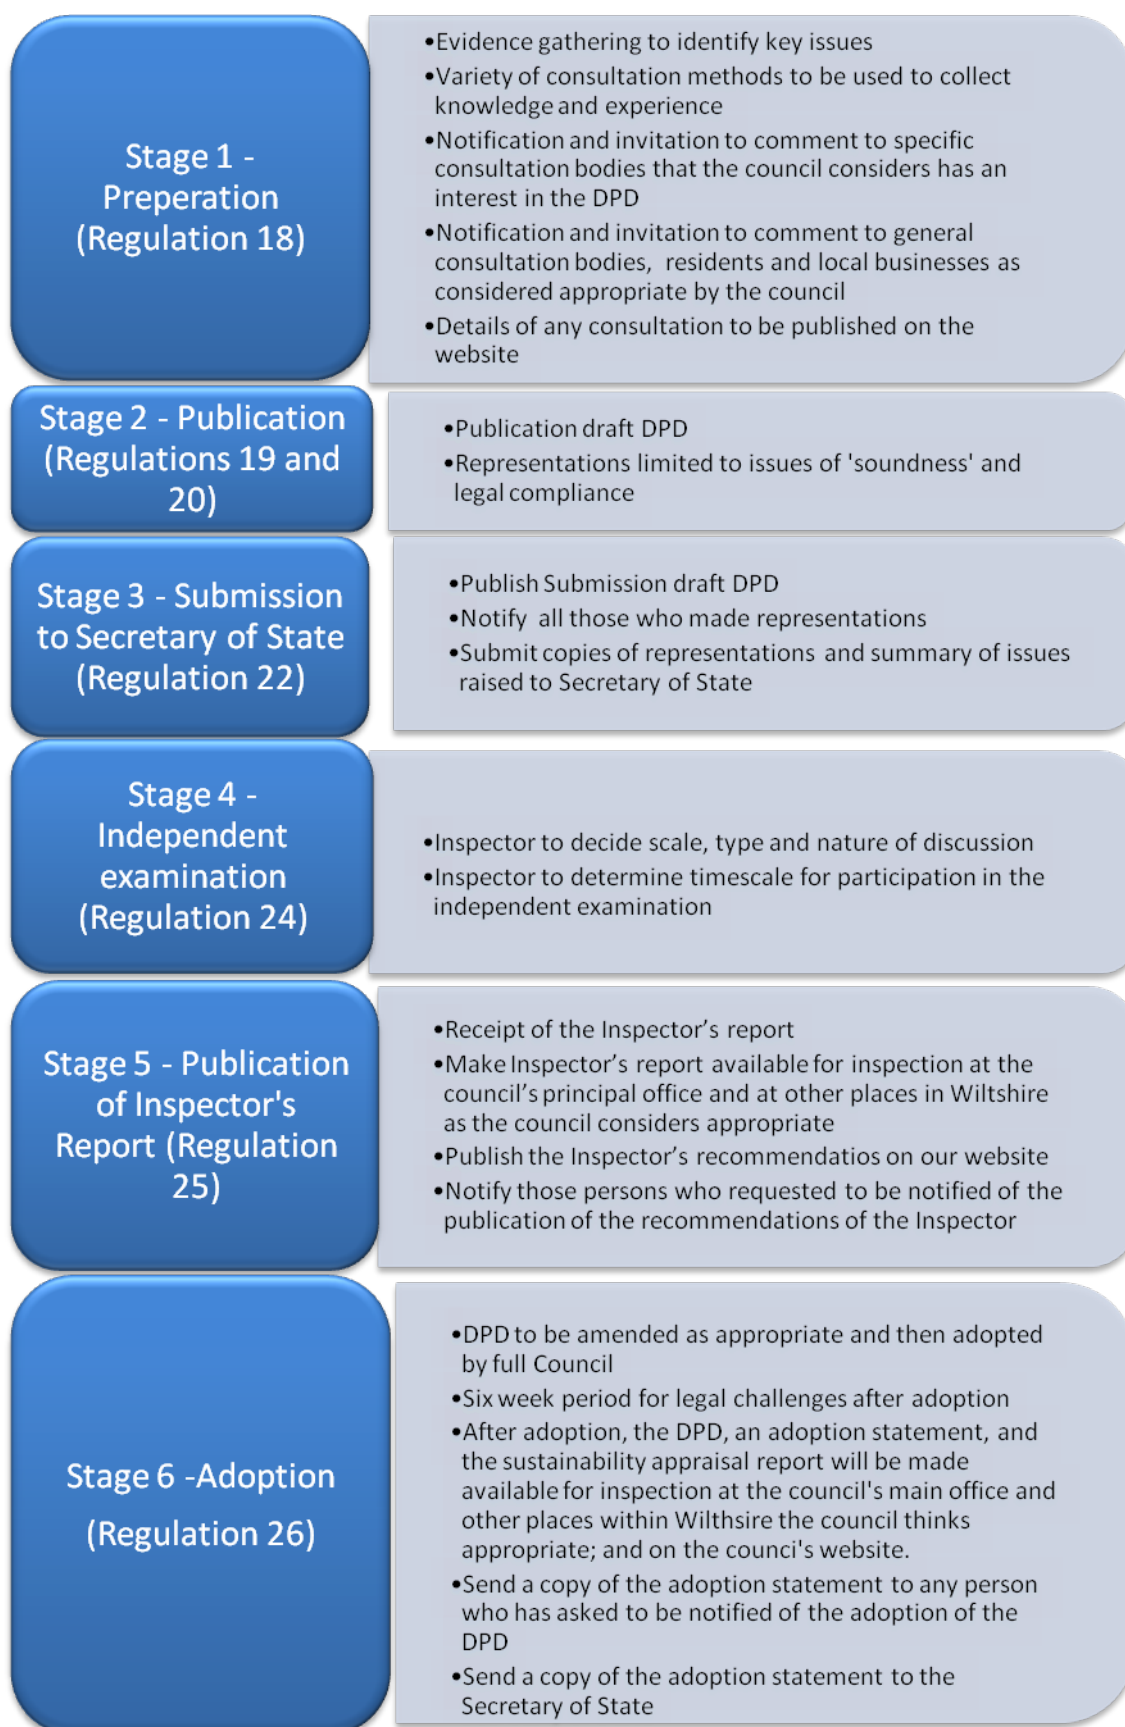 Stage 1 -
Preperation
(Regulation 18)
•Evidence gathering to identify key issues
•Variety of consultation methods to be used to collect
knowledge and experience
•Notification and invitation to comment to specific
consultation bodies that the council considers has an
interest in the DPD
•Notification and invitation to comment to general
consultation bodies, residents and local businesses as
considered appropriate by the council
•Details of any consultation to be published on the
website
Stage 2 - Publication
(Regulations 19 and
20)
•Publication draft DPD
•Representations limited to issues of 'soundness' and
legal compliance
Stage 3 - Submission
to Secretary of State
(Regulation 22)
•Publish Submission draft DPD
•Notify all those who made representations
•Submit copies of representations and summary of issues
raised to Secretary of State
Stage 4 -
Independent
examination
(Regulation 24)
•Inspector to decide scale, type and nature of discussion
•Inspector to determine timescale for participation in the
independent examination
Stage 5 - Publication
of Inspector's
Report (Regulation
25)
•Receipt of the Inspector’s report
•Make Inspector’s report available for inspection at the
council’s principal office and at other places in Wiltshire
as the council considers appropriate
•Publish the Inspector’s recommendatios on our website
•Notify those persons who requested to be notified of the
publication of the recommendations of the Inspector
Stage 6 -Adoption
(Regulation 26)
•DPD to be amended as appropriate and then adopted
by full Council
•Six week period for legal challenges after adoption
•After adoption, the DPD, an adoption statement, and
the sustainability appraisal report will be made
available for inspection at the council's main office and
other places within Wilthsire the council thinks
appropriate; and on the counci's website.
•Send a copy of the adoption statement to any person
who has asked to be notified of the adoption of the
DPD
•Send a copy of the adoption statement to the
Secretary of State